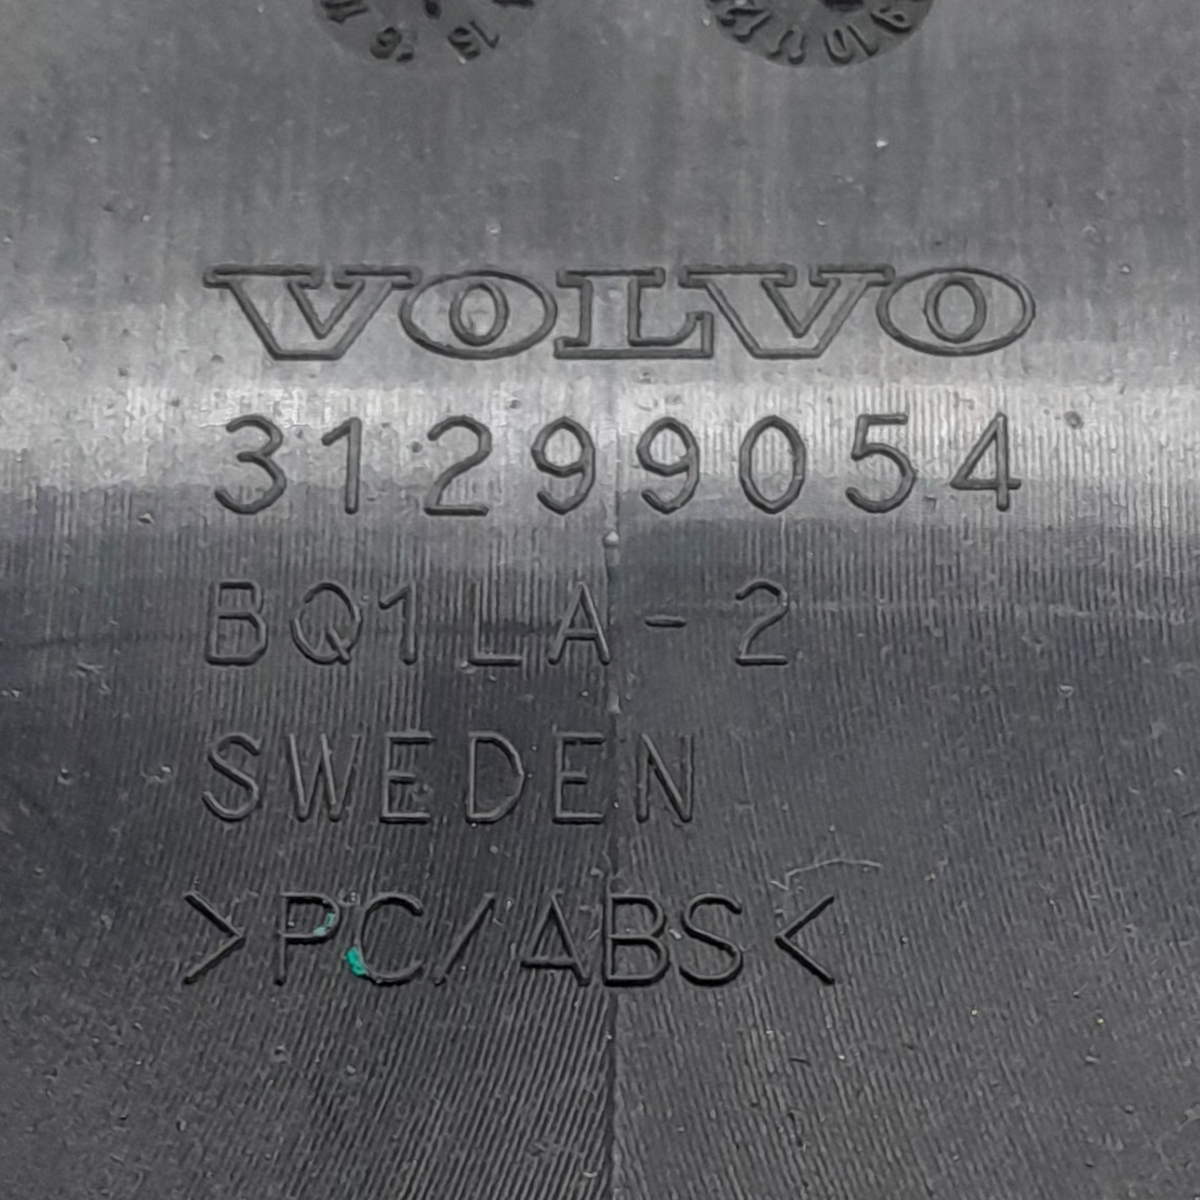 VOLVO
31299054
BQ1LA-2
SWEDEN
>PC/ABS<